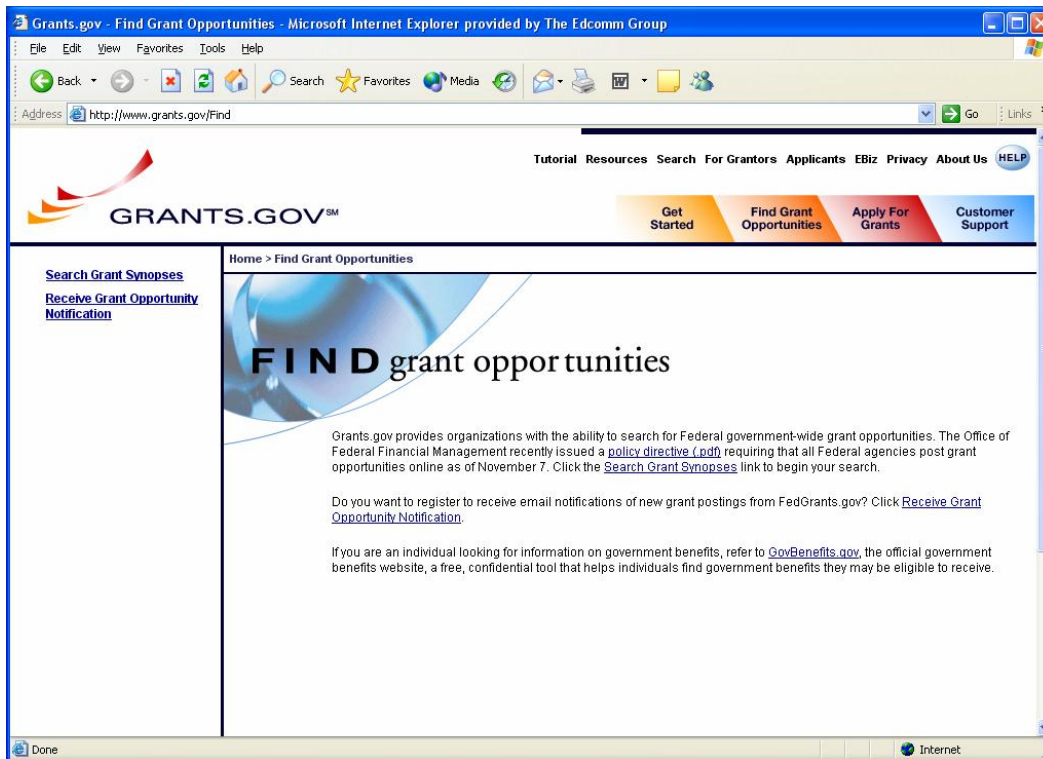 Grants.gov - Find Grant Opportunities - Microsoft Internet Explorer provided by The Edcomm Group
File Edit View Favorites Tools Help
Back Search Favorites Media
Address http://www.grants.gov/Find Go Links
Tutorial Resources Search For Grantors Applicants EBiz Privacy About Us HELP
GRANTS.GOV℠
Get Started
Find Grant Opportunities
Apply For Grants
Customer Support
Home > Find Grant Opportunities
Search Grant Synopses
Receive Grant Opportunity
Notification
FIND grant opportunities
Grants.gov provides organizations with the ability to search for Federal government-wide grant opportunities. The Office of
Federal Financial Management recently issued a policy directive (.pdf) requiring that all Federal agencies post grant
opportunities online as of November 7. Click the Search Grant Synopses link to begin your search.
Do you want to register to receive email notifications of new grant postings from FedGrants.gov? Click Receive Grant
Opportunity Notification.
If you are an individual looking for information on government benefits, refer to GovBenefits.gov, the official government
benefits website, a free, confidential tool that helps individuals find government benefits they may be eligible to receive.
Done Internet